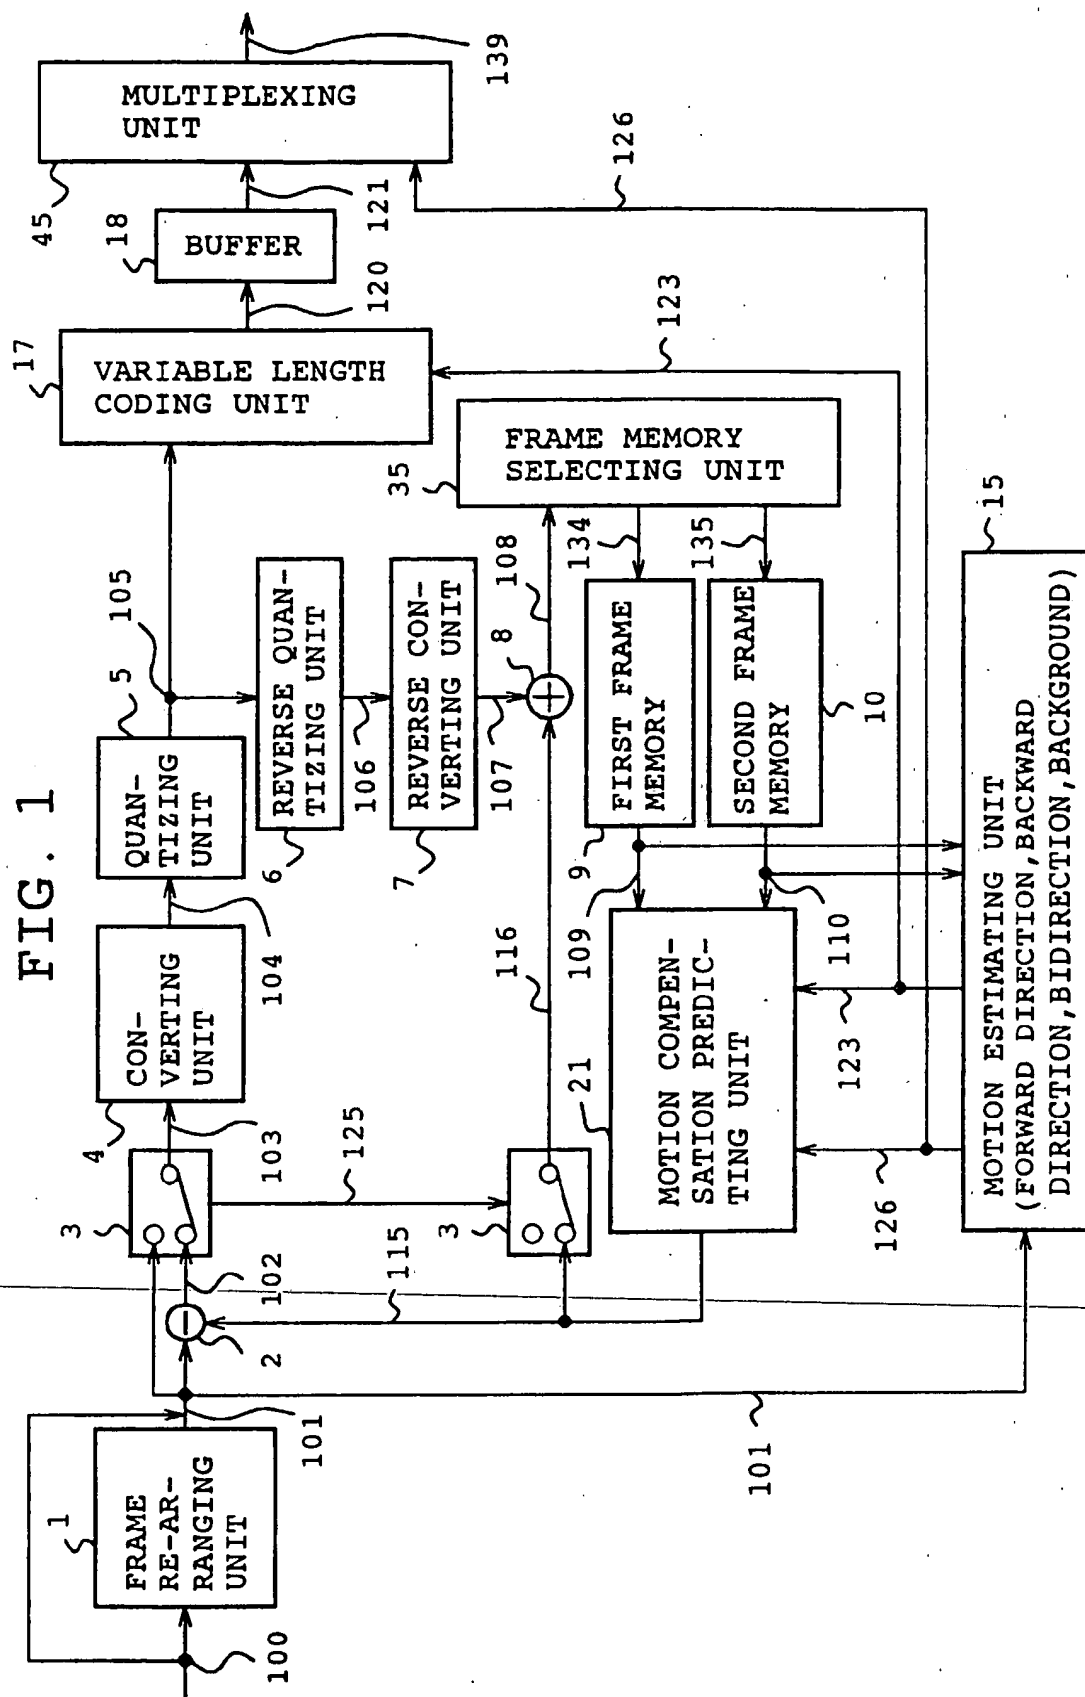 FIG. 1
100
1
FRAME
RE-AR-
RANGING
UNIT
101
2
102
3
103
4
CON-
VERTING
UNIT
104
QUAN-
TIZING
UNIT
5
105
17
VARIABLE LENGTH
CODING UNIT
120
18
BUFFER
121
45
MULTIPLEXING
UNIT
139
125
6
REVERSE QUAN-
TIZING UNIT
106
7
REVERSE CON-
VERTING UNIT
107
8
108
35
FRAME MEMORY
SELECTING UNIT
123
126
115
3
116
134
135
9
FIRST FRAME
MEMORY
SECOND FRAME
MEMORY
10
109
110
21
MOTION COMPEN-
SATION PREDIC-
TING UNIT
123
126
101
15
MOTION ESTIMATING UNIT
(FORWARD DIRECTION,BACKWARD
DIRECTION,BIDIRECTION,BACKGROUND)